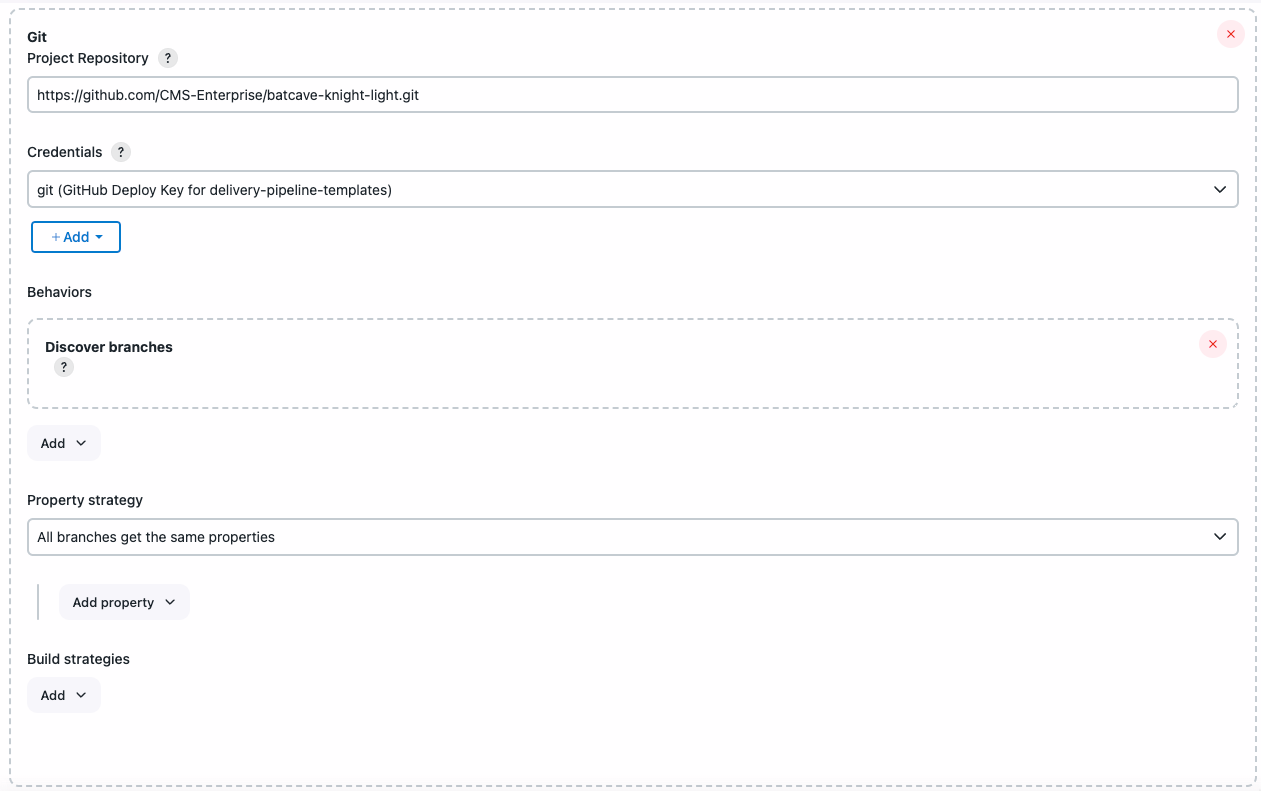 Git
Project Repository ?
https://github.com/CMS-Enterprise/batcave-knight-light.git
Credentials ?
git (GitHub Deploy Key for delivery-pipeline-templates)
+ Add
Behaviors
Discover branches
?
Add
Property strategy
All branches get the same properties
Add property
Build strategies
Add